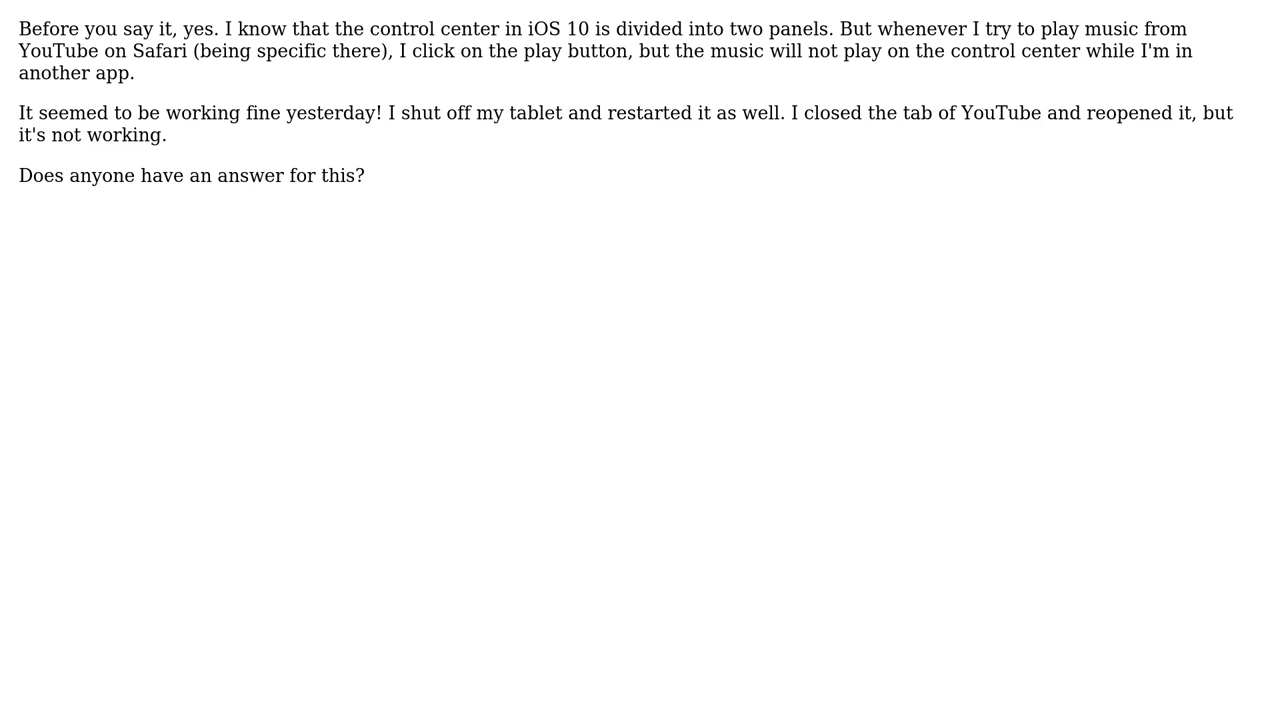 Before you say it, yes. I know that the control center in iOS 10 is divided into two panels. But whenever I try to play music from
YouTube on Safari (being specific there), I click on the play button, but the music will not play on the control center while I'm in
another app.
It seemed to be working fine yesterday! I shut off my tablet and restarted it as well. I closed the tab of YouTube and reopened it, but
it's not working.
Does anyone have an answer for this?